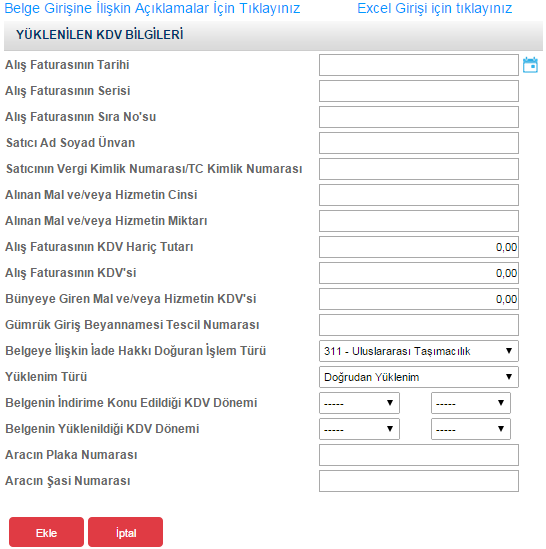 Belge Girişine İlişkin Açıklamalar İçin Tıklayınız Excel Girişi için tıklayınız
YÜKLENİLEN KDV BİLGİLERİ
Alış Faturasının Tarihi
Alış Faturasının Serisi
Alış Faturasının Sıra No'su
Satıcı Ad Soyad Ünvan
Satıcının Vergi Kimlik Numarası/TC Kimlik Numarası
Alınan Mal ve/veya Hizmetin Cinsi
Alınan Mal ve/veya Hizmetin Miktarı
Alış Faturasının KDV Hariç Tutarı 0,00
Alış Faturasının KDV'si 0,00
Bünyeye Giren Mal ve/veya Hizmetin KDV'si 0,00
Gümrük Giriş Beyannamesi Tescil Numarası
Belgeye İlişkin İade Hakkı Doğuran İşlem Türü 311 - Uluslararası Taşımacılık
Yüklenim Türü Doğrudan Yüklenim
Belgenin İndirime Konu Edildiği KDV Dönemi ----- -----
Belgenin Yüklenildiği KDV Dönemi ----- -----
Aracın Plaka Numarası
Aracın Şasi Numarası
Ekle İptal